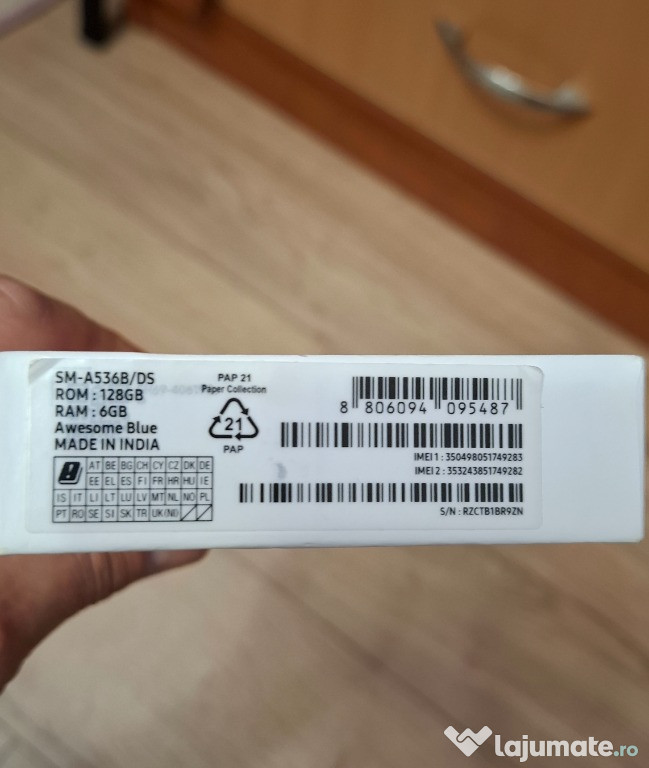 SM-A536B/DS
ROM : 128GB
RAM : 6GB
Awesome Blue
MADE IN INDIA
AT BE BG CH CY CZ DK DE
EE EL ES FI FR HR HU IE
IS IT LI LT LU LV MT NL NO PL
PT RO SE SI SK TR UK(NI)
PAP 21
Paper Collection
21
PAP
8 806094 095487
IMEI 1 : 350498051749283
IMEI 2 : 353243851749282
S/N : RZCTB1BR9ZN
lajumate.ro